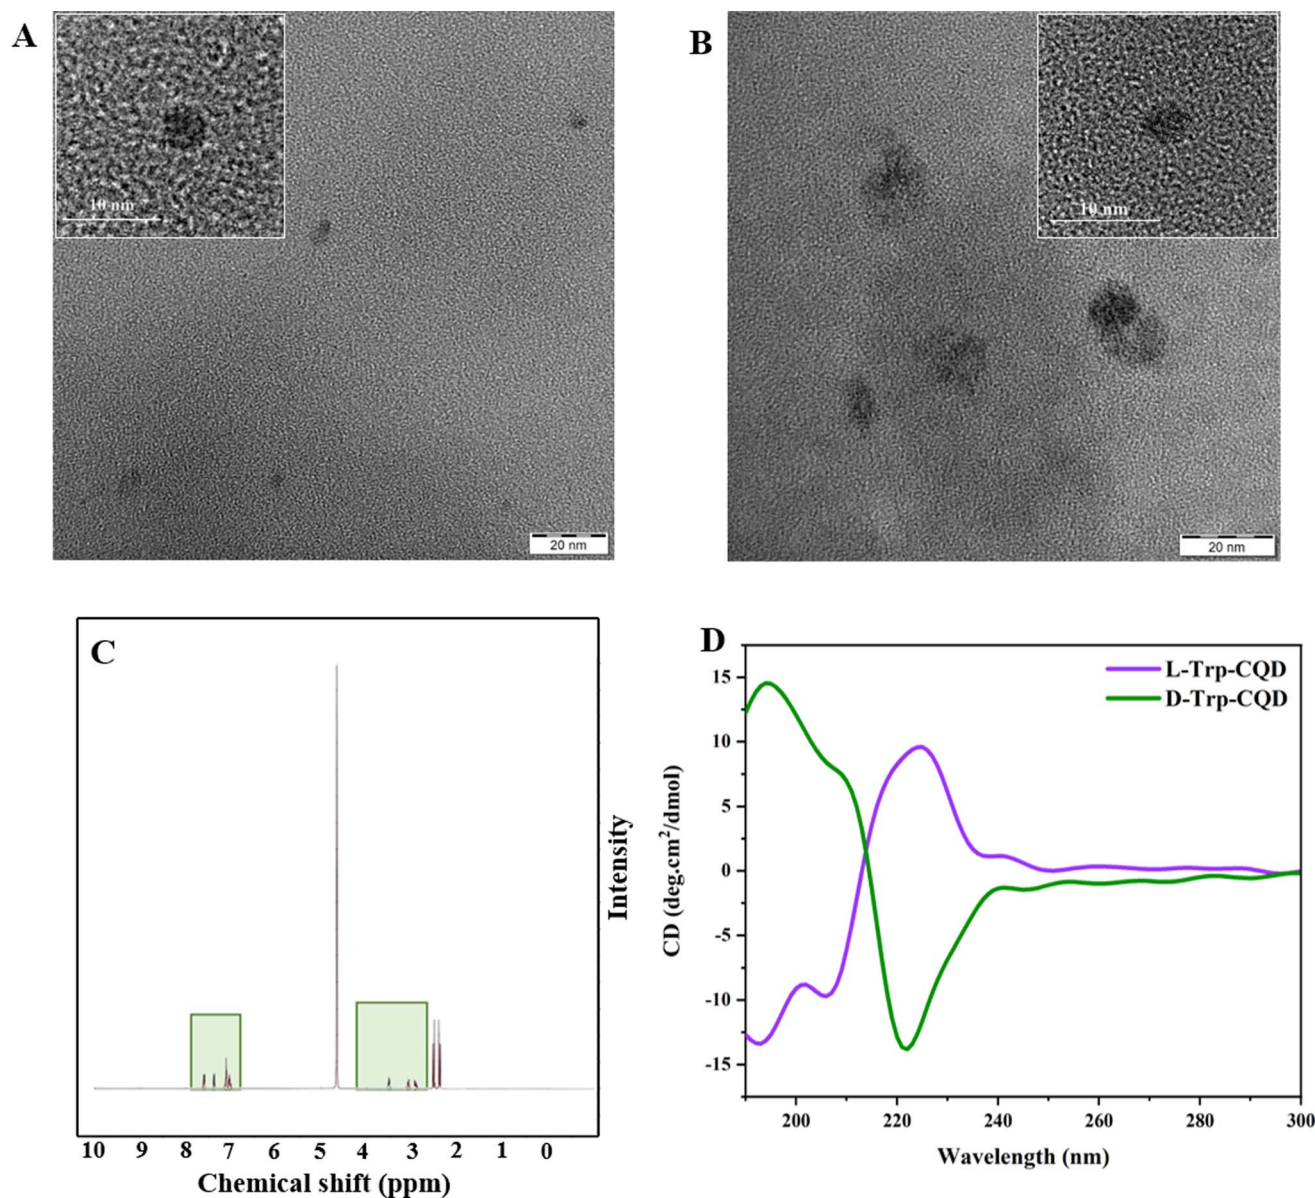 A
10 nm
20 nm
B
10 nm
20 nm
C
Intensity
10 9 8 7 6 5 4 3 2 1 0
Chemical shift (ppm)
D
L-Trp-CQD
D-Trp-CQD
CD (deg.cm²/dmol)
15
10
5
0
-5
-10
-15
200 220 240 260 280 300
Wavelength (nm)